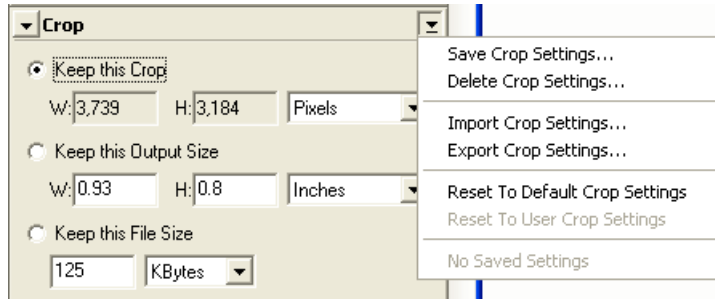 Crop
Keep this Crop
W: 3,739 H: 3,184 Pixels
Keep this Output Size
W: 0.93 H: 0.8 Inches
Keep this File Size
125 KBytes
Save Crop Settings...
Delete Crop Settings...
Import Crop Settings...
Export Crop Settings...
Reset To Default Crop Settings
Reset To User Crop Settings
No Saved Settings